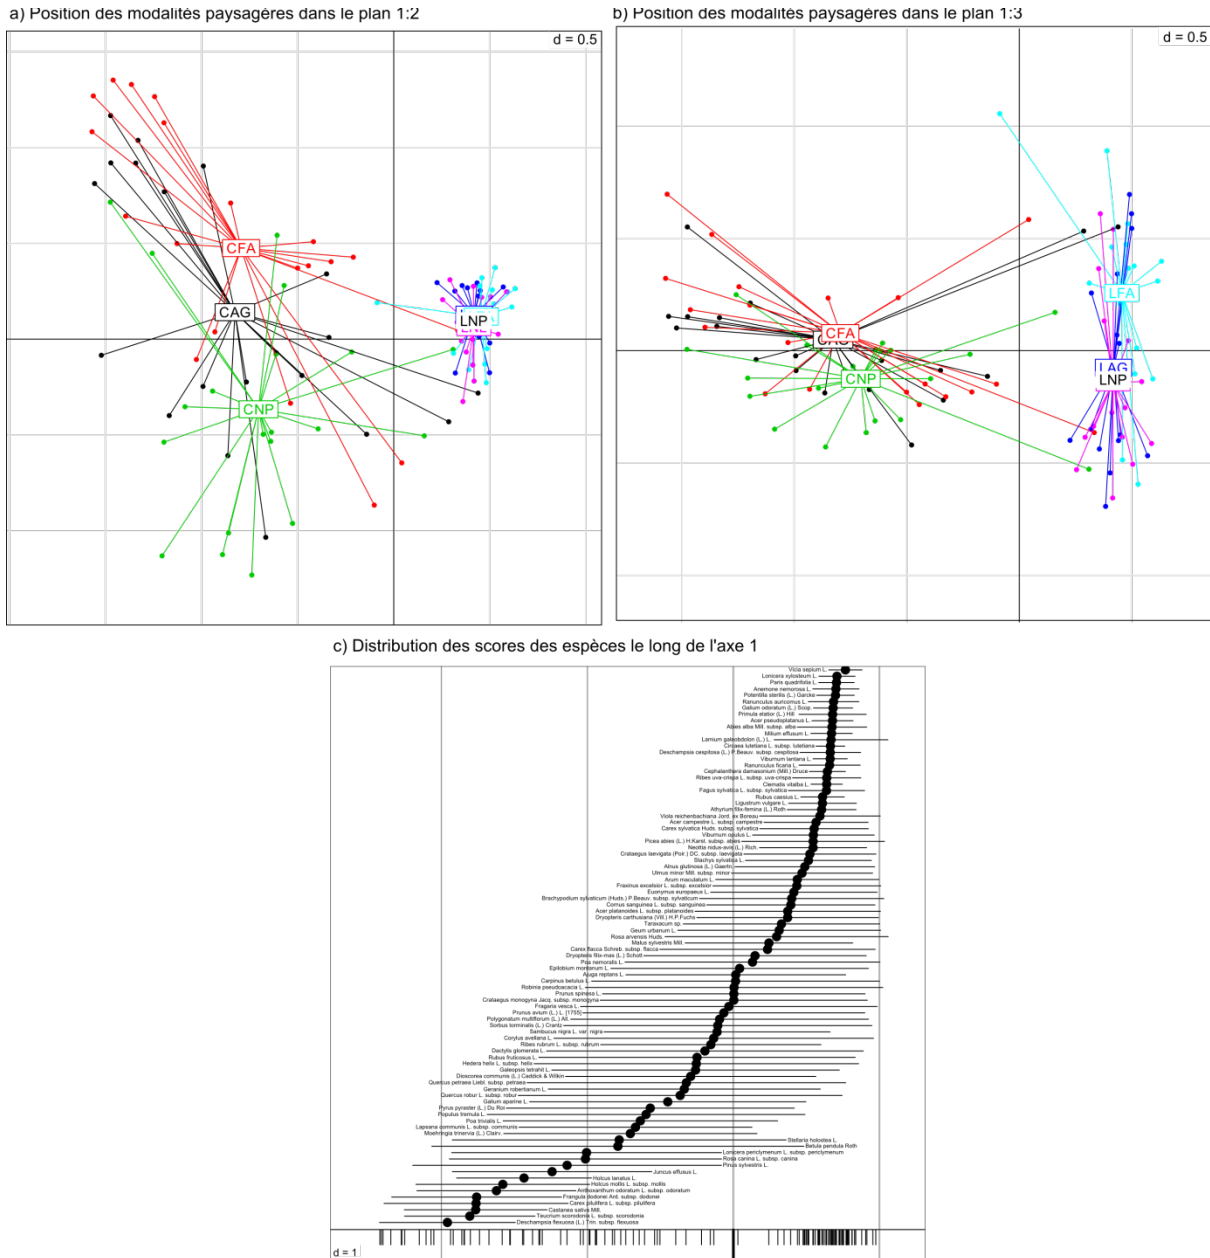 a) Position des modalités paysagères dans le plan 1:2
d = 0.5
CFA
CAG
CNP
LNP
b) Position des modalités paysagères dans le plan 1:3
d = 0.5
CFA
CAG
CNP
LFA
LAG
LNP
c) Distribution des scores des espèces le long de l'axe 1
Vicia sepium L.
Lonicera xylosteum L.
Paris quadrifolia L.
Anemone nemorosa L.
Potentilla sterilis (L.) Garcke
Ranunculus auricomus L.
Galium odoratum (L.) Scop.
Primula elatior (L.) Hill
Acer pseudoplatanus L.
Abies alba Mill. subsp. alba
Milium effusum L.
Lamium galeobdolon (L.) L.
Circaea lutetiana L. subsp. lutetiana
Deschampsia cespitosa (L.) P.Beauv. subsp. cespitosa
Viburnum lantana L.
Ranunculus ficaria L.
Cephalanthera damasonium (Mill.) Druce
Ribes uva-crispa L. subsp. uva-crispa
Clematis vitalba L.
Fagus sylvatica L. subsp. sylvatica
Rubus caesius L.
Ligustrum vulgare L.
Athyrium filix-femina (L.) Roth
Viola reichenbachiana Jord. ex Boreau
Acer campestre L. subsp. campestre
Carex sylvatica Huds. subsp. sylvatica
Viburnum opulus L.
Picea abies (L.) H.Karst. subsp. abies
Neottia nidus-avis (L.) Rich.
Crataegus laevigata (Poir.) DC. subsp. laevigata
Stachys sylvatica L.
Alnus glutinosa (L.) Gaertn.
Ulmus minor Mill. subsp. minor
Arum maculatum L.
Fraxinus excelsior L. subsp. excelsior
Euonymus europaeus L.
Brachypodium sylvaticum (Huds.) P.Beauv. subsp. sylvaticum
Cornus sanguinea L. subsp. sanguinea
Acer platanoides L. subsp. platanoides
Dryopteris carthusiana (Vill.) H.P.Fuchs
Taraxacum sp.
Geum urbanum L.
Rosa arvensis Huds.
Malus sylvestris Mill.
Carex flacca Schreb. subsp. flacca
Dryopteris filix-mas (L.) Schott
Poa nemoralis L.
Epilobium montanum L.
Ajuga reptans L.
Carpinus betulus L.
Robinia pseudoacacia L.
Prunus spinosa L.
Crataegus monogyna Jacq. subsp. monogyna
Fragaria vesca L.
Prunus avium (L.) L. [1755]
Polygonatum multiflorum (L.) All.
Sorbus torminalis (L.) Crantz
Sambucus nigra L. var. nigra
Corylus avellana L.
Ribes rubrum L. subsp. rubrum
Dactylis glomerata L.
Rubus fruticosus L.
Hedera helix L. subsp. helix
Galeopsis tetrahit L.
Dioscorea communis (L.) Caddick & Wilkin
Quercus petraea Liebl. subsp. petraea
Geranium robertianum L.
Quercus robur L. subsp. robur
Galium aparine L.
Pyrus pyraster (L.) Du Roi
Populus tremula L.
Poa trivialis L.
Lapsana communis L. subsp. communis
Moehringia trinervia (L.) Clairv.
Stellaria holostea L.
Betula pendula Roth
Lonicera periclymenum L. subsp. periclymenum
Rosa canina L. subsp. canina
Pinus sylvestris L.
Juncus effusus L.
Holcus lanatus L.
Holcus mollis L. subsp. mollis
Anthoxanthum odoratum L. subsp. odoratum
Frangula dodonei Ard. subsp. dodonei
Carex pilulifera L. subsp. pilulifera
Castanea sativa Mill.
Teucrium scorodonia L. subsp. scorodonia
Deschampsia flexuosa (L.) Trin. subsp. flexuosa
d = 1